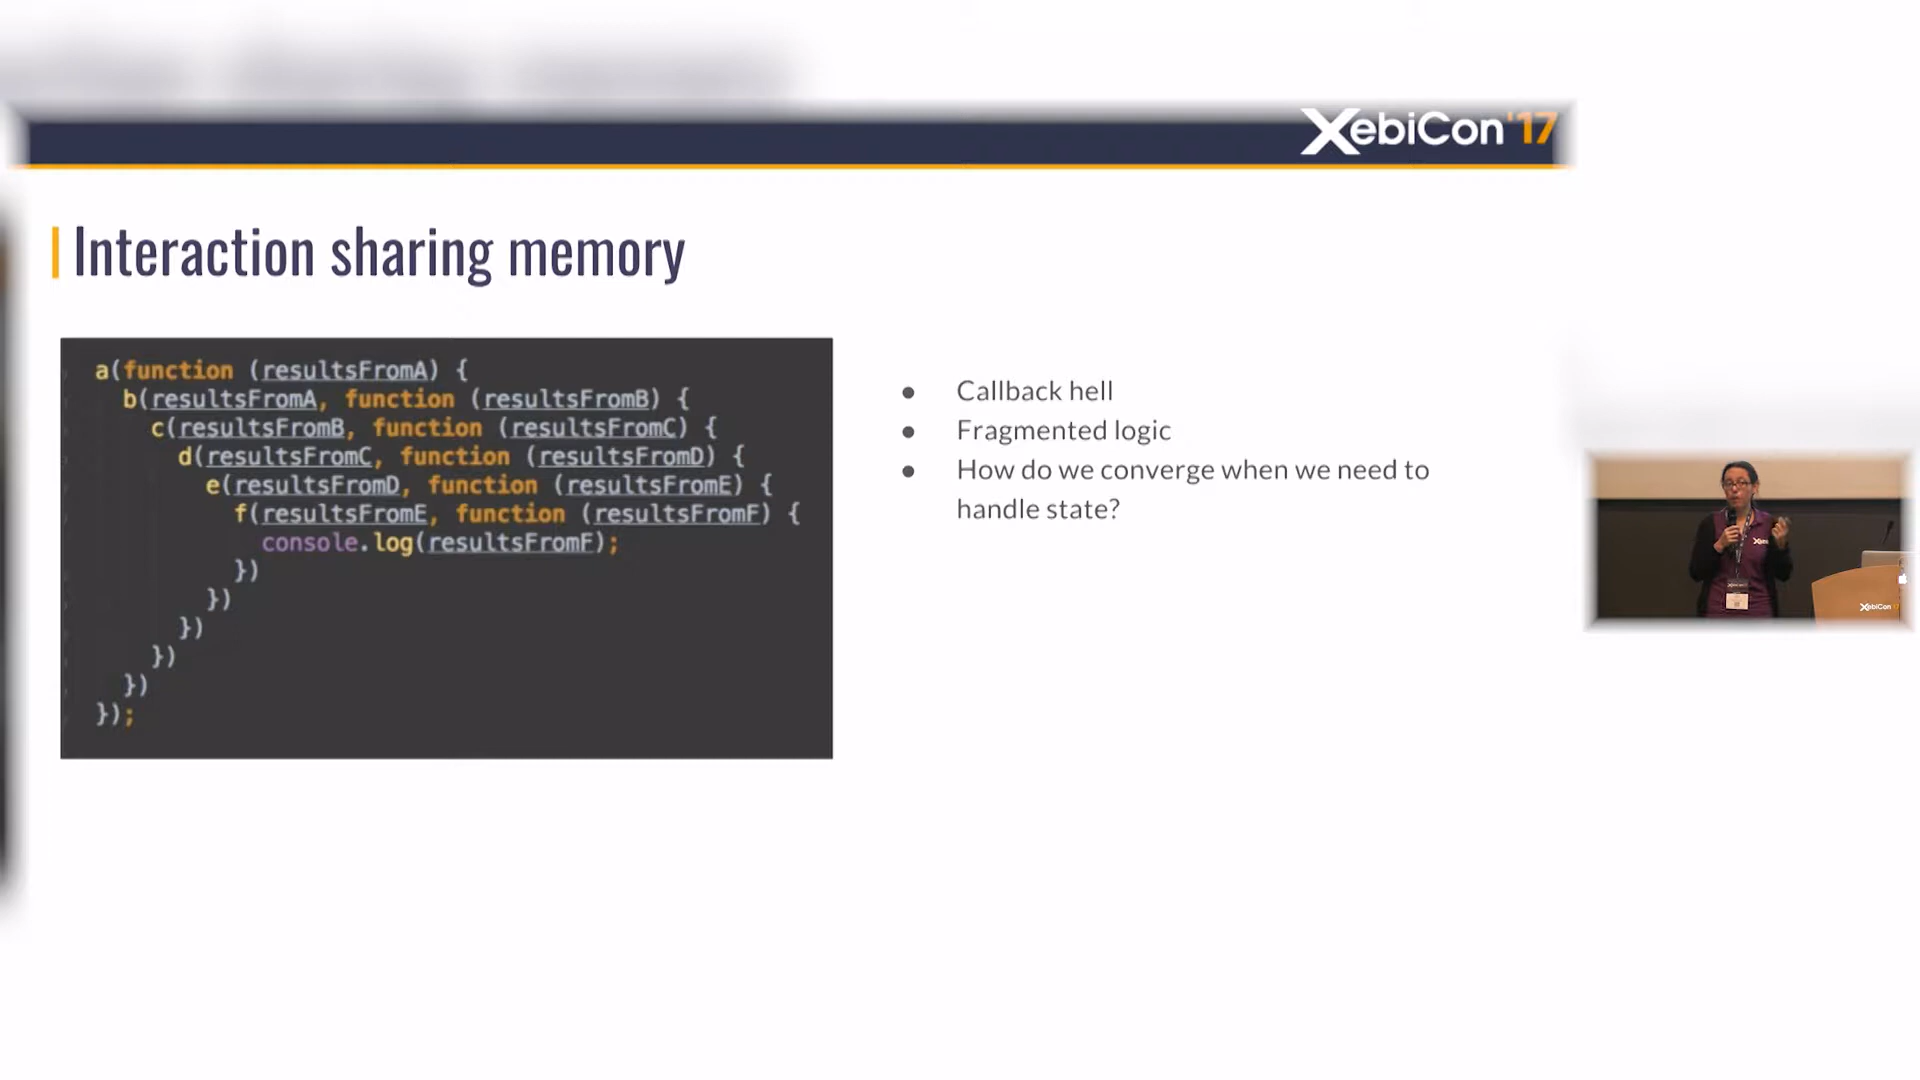 XebiCon'17
Interaction sharing memory
a(function (resultsFromA) {
b(resultsFromA, function (resultsFromB) {
c(resultsFromB, function (resultsFromC) {
d(resultsFromC, function (resultsFromD) {
e(resultsFromD, function (resultsFromE) {
f(resultsFromE, function (resultsFromF) {
console.log(resultsFromF);
})
})
})
})
})
});
● Callback hell
● Fragmented logic
● How do we converge when we need to
handle state?
XebiCon